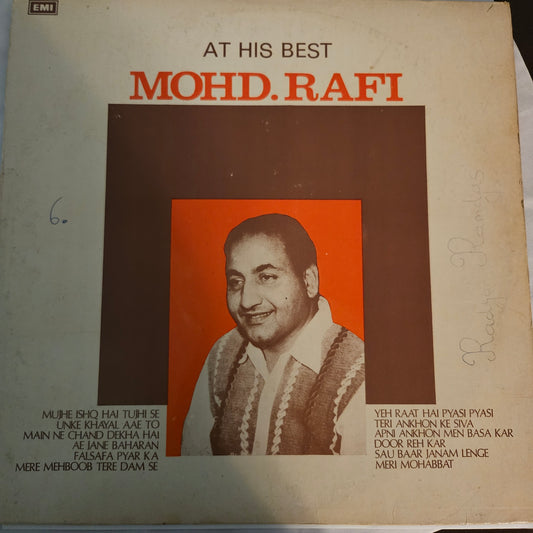 EMI
AT HIS BEST
MOHD. RAFI
6.
MUJHE ISHQ HAI TUJHI SE
UNKE KHAYAL AAE TO
MAIN NE CHAND DEKHA HAI
AE JANE BAHARAN
FALSAFA PYAR KA
MERE MEHBOOB TERE DAM SE
YEH RAAT HAI PYASI PYASI
TERI ANKHON KE SIVA
APNI ANKHON MEN BASA KAR
DOOR REH KAR
SAU BAAR JANAM LENGE
MERI MOHABBAT